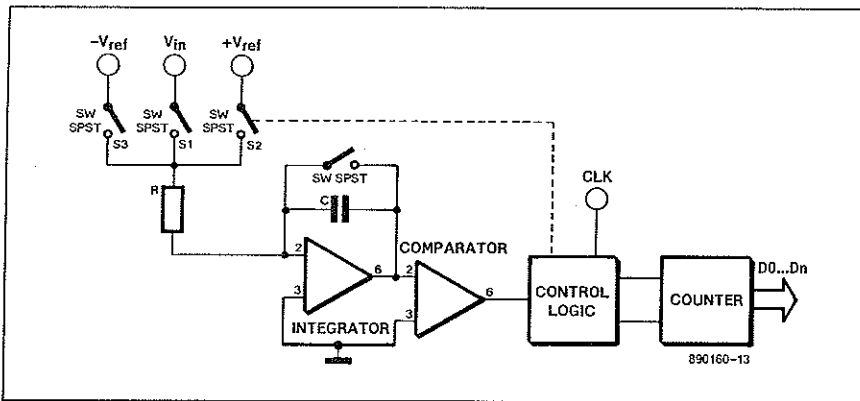 −Vref
Vin
+Vref
SW
SPST
S3
SW
SPST
S1
SW
SPST
S2
R
SW SPST
C
2
3
6
INTEGRATOR
COMPARATOR
2
3
6
CLK
CONTROL
LOGIC
COUNTER
D0...Dn
890160-13